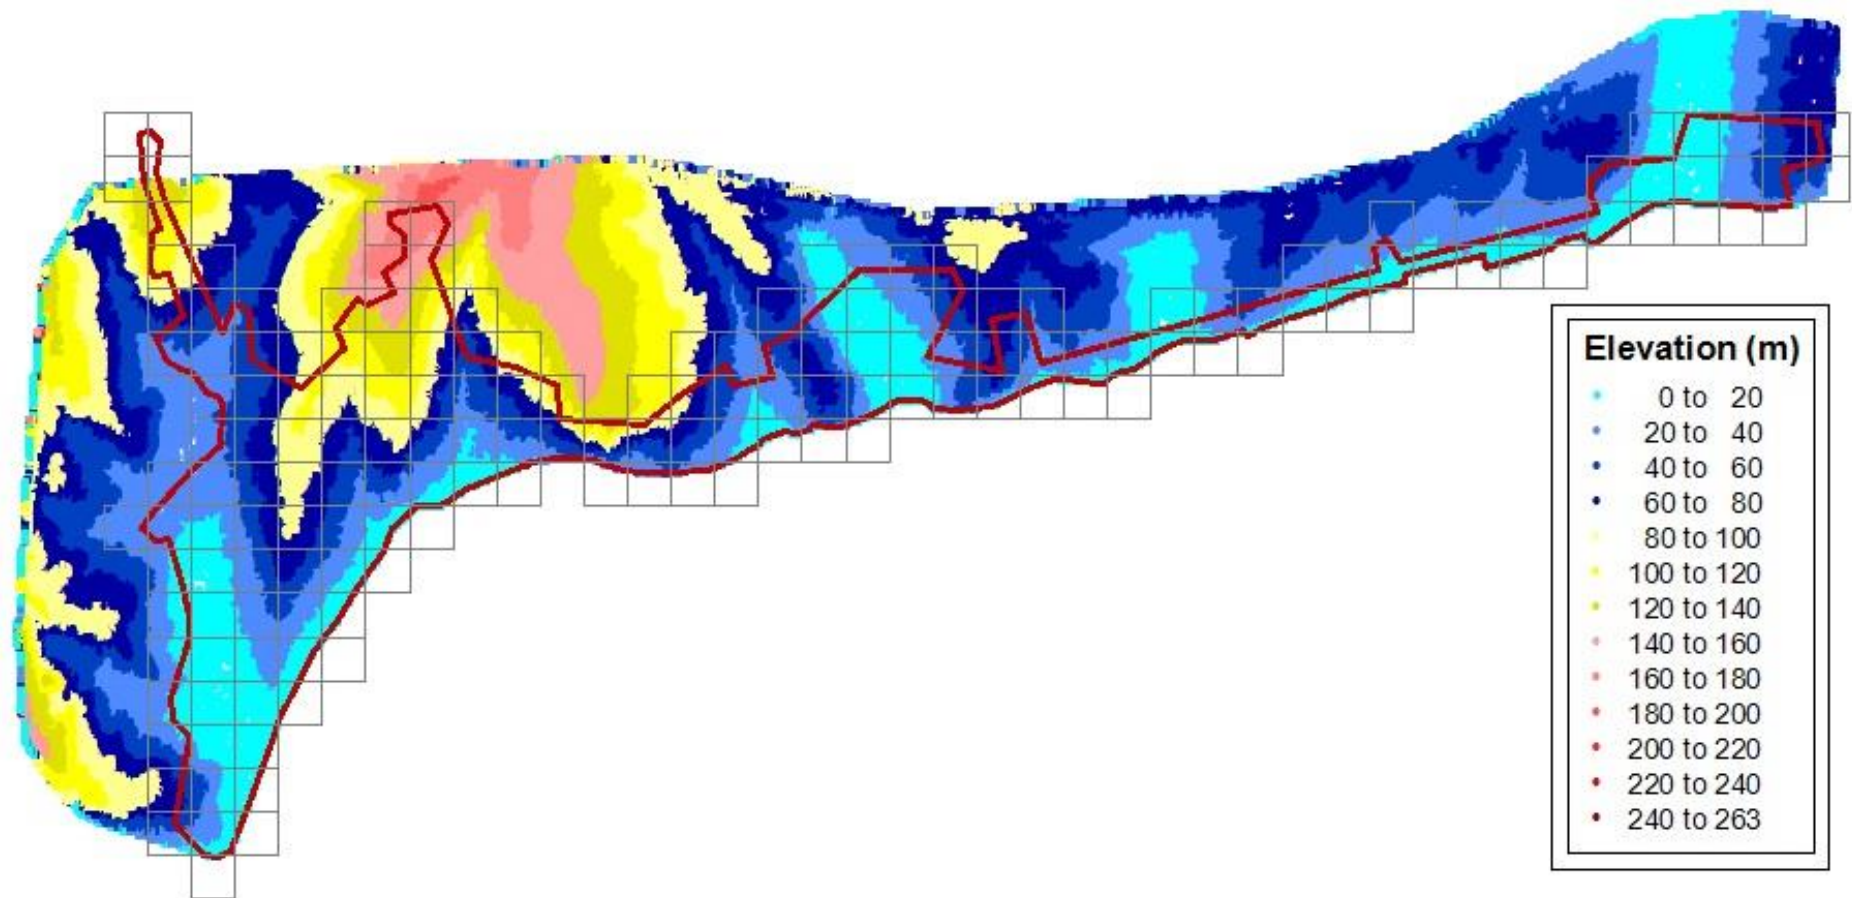 Elevation (m)
0 to 20
20 to 40
40 to 60
60 to 80
80 to 100
100 to 120
120 to 140
140 to 160
160 to 180
180 to 200
200 to 220
220 to 240
240 to 263